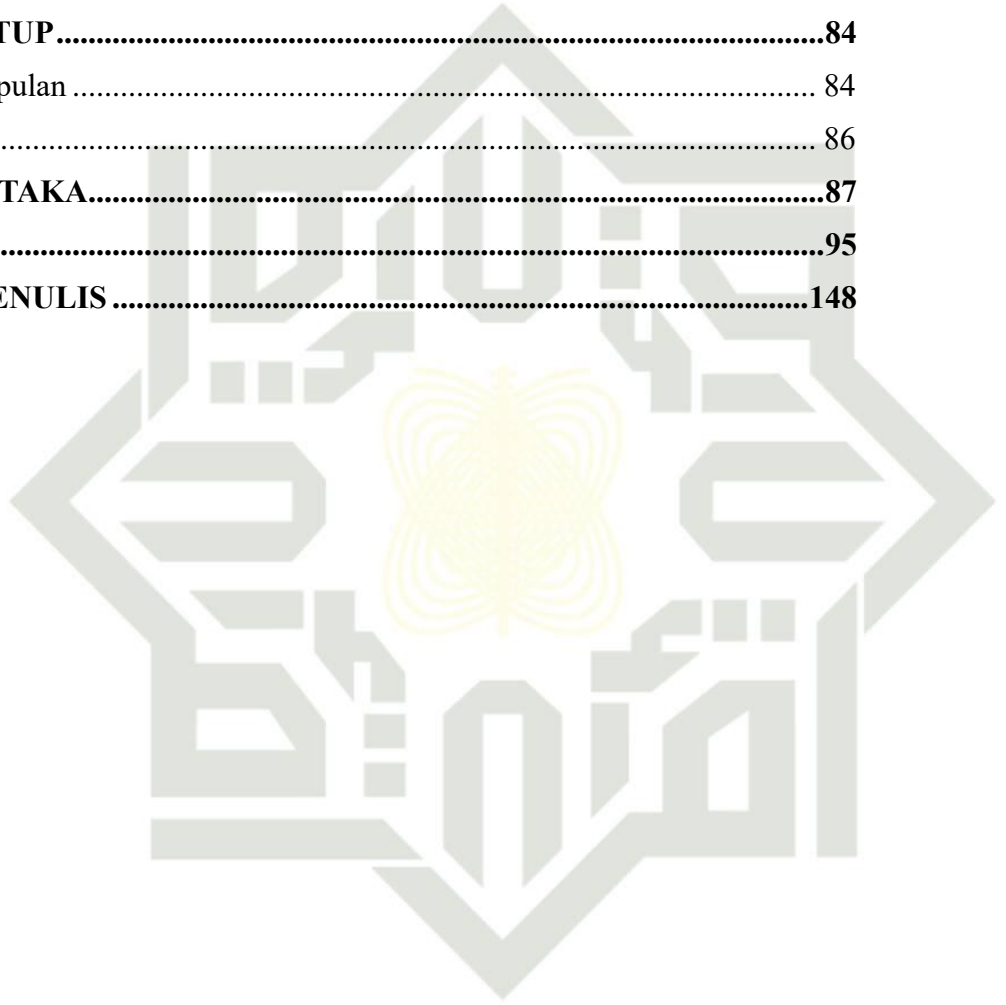 TUP...........................................................................................84
pulan ........................................................................................... 84
........................................................................................... 86
TAKA...........................................................................................87
...........................................................................................95
ENULIS ...........................................................................................148